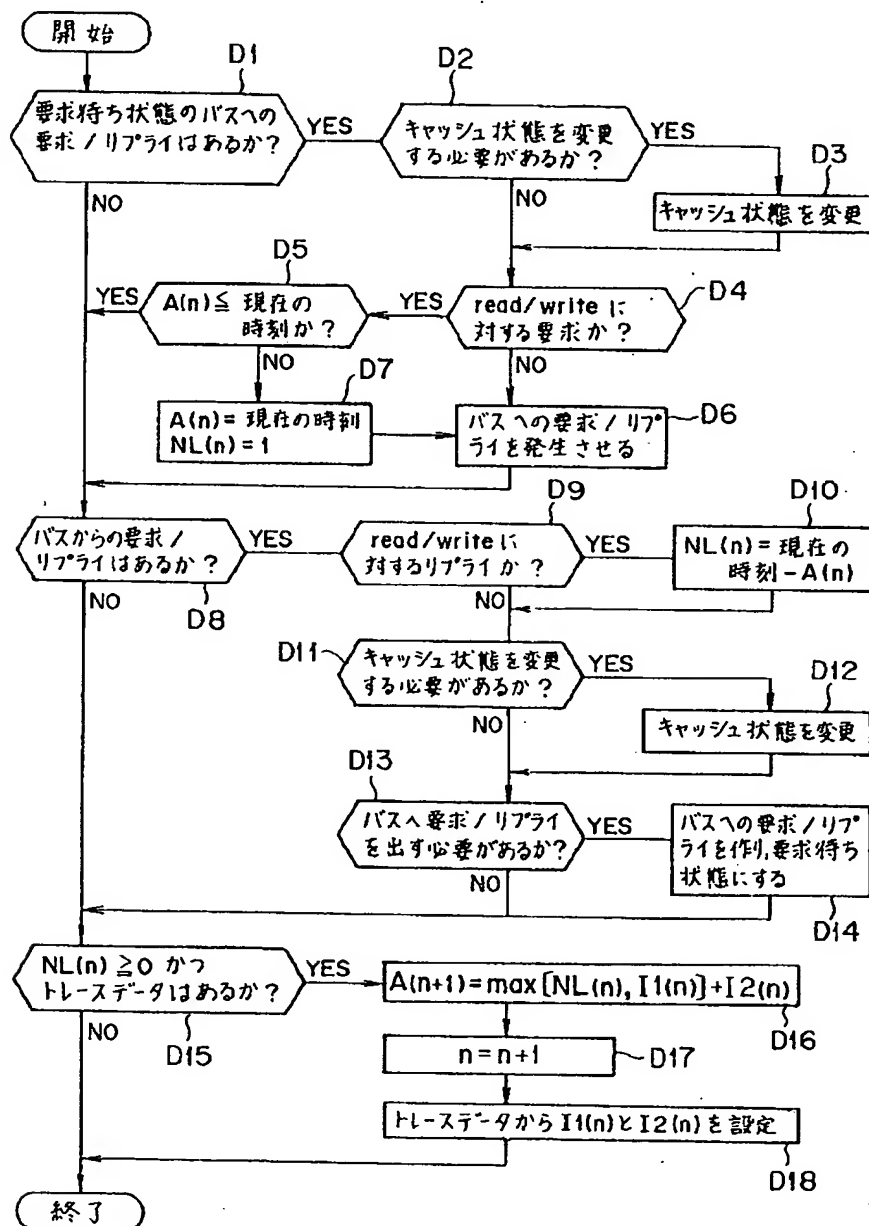 開始
D1
要求待ち状態のバスへの
要求/リプライはあるか?
YES
NO
D2
キャッシュ状態を変更
する必要があるか?
YES
NO
D3
キャッシュ状態を変更
D5
A(n)≦現在の
時刻か?
YES
NO
D4
read/writeに
対する要求か?
YES
NO
D7
A(n)=現在の時刻
NL(n)=1
D6
バスへの要求/リプ
ライを発生させる
バスからの要求/
リプライはあるか?
YES
NO
D8
D9
read/writeに
対するリプライか?
YES
NO
D10
NL(n)=現在の
時刻-A(n)
D11
キャッシュ状態を変更
する必要があるか?
YES
NO
D12
キャッシュ状態を変更
D13
バスへ要求/リプライ
を出す必要があるか?
YES
NO
バスへの要求/リプ
ライを作り,要求待ち
状態にする
D14
NL(n)≧0かつ
トレースデータはあるか?
YES
NO
D15
A(n+1)=max[NL(n),I1(n)]+I2(n)
D16
n=n+1
D17
トレースデータからI1(n)とI2(n)を設定
D18
終了